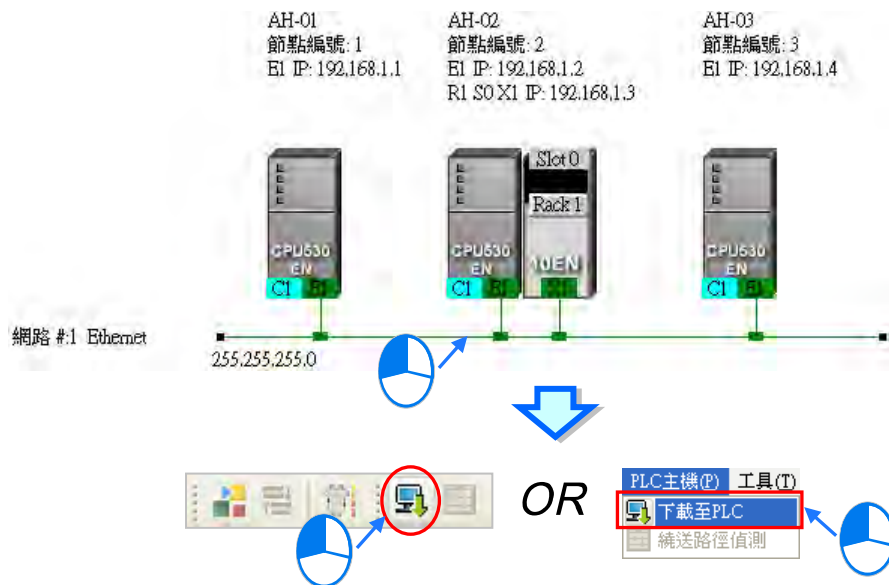 AH-01
節點編號: 1
E1 IP: 192.168.1.1
AH-02
節點編號: 2
E1 IP: 192.168.1.2
R1 S0 X1 IP: 192.168.1.3
AH-03
節點編號: 3
E1 IP: 192.168.1.4
CPU530
EN
C1 E1
CPU530
EN
C1 E1
Slot 0
Rack 1
10EN
X1
CPU530
EN
C1 E1
網路 #:1 Ethernet
255.255.255.0
OR
PLC主機(P) 工具(T)
下載至PLC
繞送路徑偵測